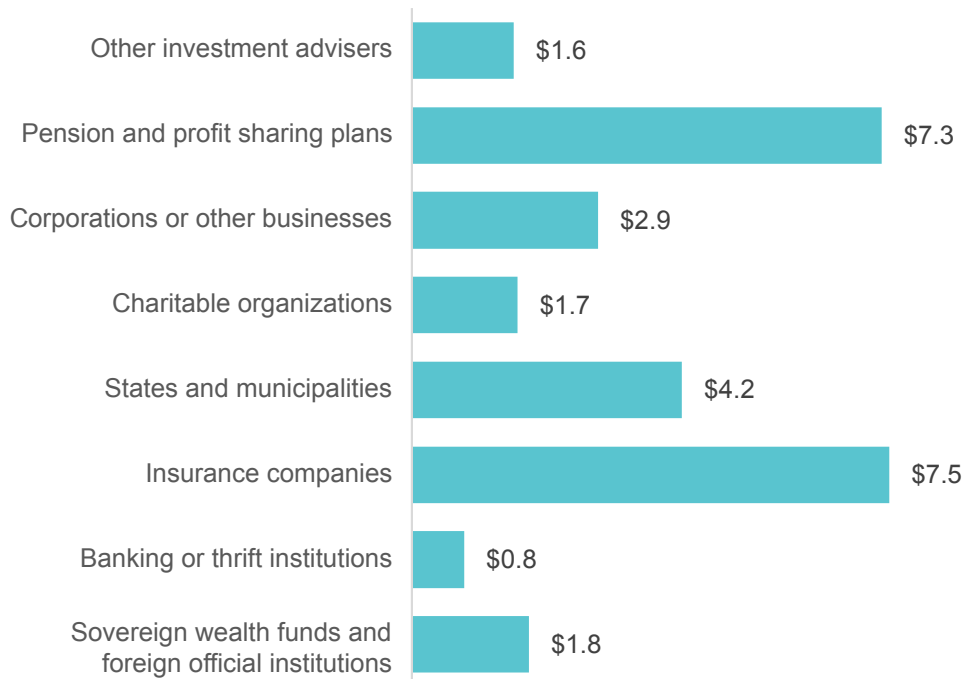 Other investment advisers $1.6
Pension and profit sharing plans $7.3
Corporations or other businesses $2.9
Charitable organizations $1.7
States and municipalities $4.2
Insurance companies $7.5
Banking or thrift institutions $0.8
Sovereign wealth funds and
foreign official institutions $1.8